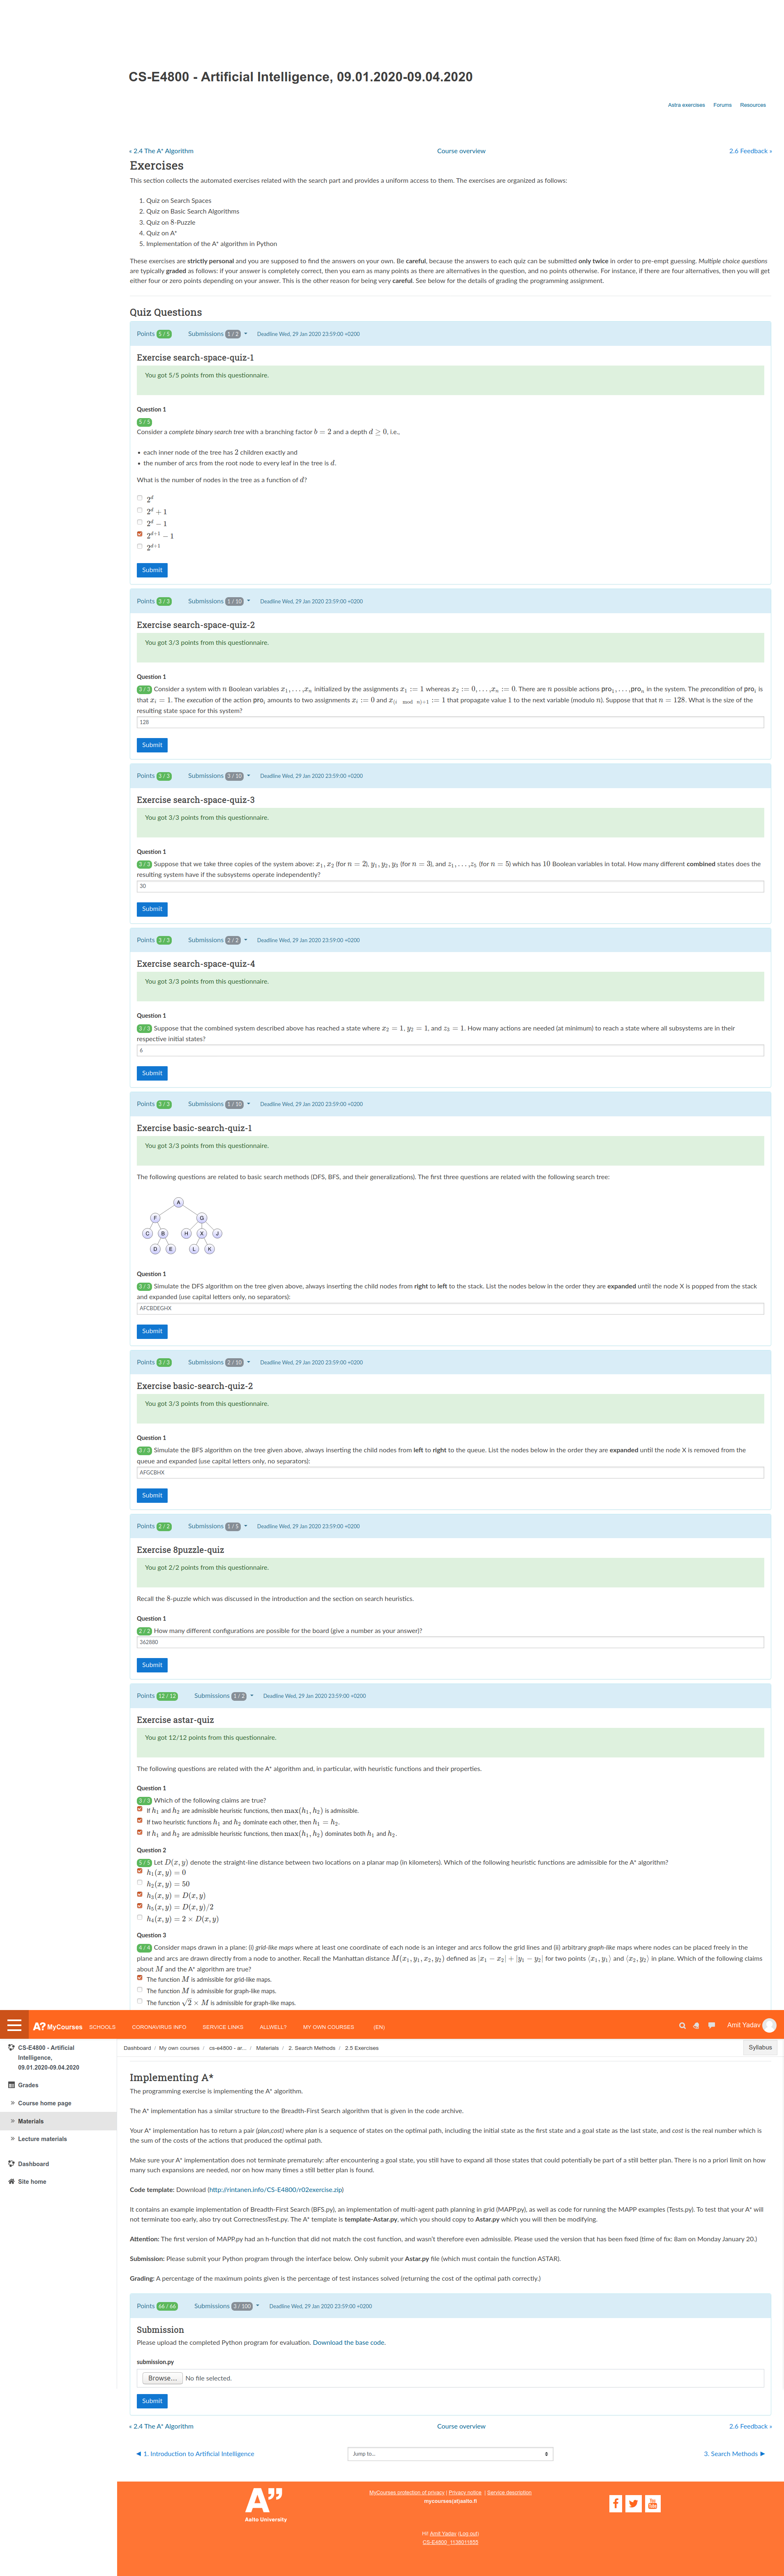 CS-E4800 - Artificial Intelligence, 09.01.2020-09.04.2020
Astra exercises Forums Resources
« 2.4 The A* Algorithm Course overview 2.6 Feedback »
Exercises
This section collects the automated exercises related with the search part and provides a uniform access to them. The exercises are organized as follows:
1. Quiz on Search Spaces
2. Quiz on Basic Search Algorithms
3. Quiz on 8-Puzzle
4. Quiz on A*
5. Implementation of the A* algorithm in Python
These exercises are strictly personal and you are supposed to find the answers on your own. Be careful, because the answers to each quiz can be submitted only twice in order to pre-empt guessing. Multiple choice questions
are typically graded as follows: if your answer is completely correct, then you earn as many points as there are alternatives in the question, and no points otherwise. For instance, if there are four alternatives, then you will get
either four or zero points depending on your answer. This is the other reason for being very careful. See below for the details of grading the programming assignment.
Quiz Questions
Points 5 / 5 Submissions 1 / 2 Deadline Wed, 29 Jan 2020 23:59:00 +0200
Exercise search-space-quiz-1
You got 5/5 points from this questionnaire.
Question 1
5 / 5
Consider a complete binary search tree with a branching factor b = 2 and a depth d ≥ 0, i.e.,
• each inner node of the tree has 2 children exactly and
• the number of arcs from the root node to every leaf in the tree is d.
What is the number of nodes in the tree as a function of d?
2^d
2^d + 1
2^d − 1
2^{d+1} − 1
2^{d+1}
Submit
Points 3 / 3 Submissions 1 / 10 Deadline Wed, 29 Jan 2020 23:59:00 +0200
Exercise search-space-quiz-2
You got 3/3 points from this questionnaire.
Question 1
3 / 3 Consider a system with n Boolean variables x₁, . . . ,xₙ initialized by the assignments x₁ := 1 whereas x₂ := 0, . . . ,xₙ := 0. There are n possible actions pro₁, . . . ,proₙ in the system. The precondition of proᵢ is
that xᵢ = 1. The execution of the action proᵢ amounts to two assignments xᵢ := 0 and x_{(i mod n)+1} := 1 that propagate value 1 to the next variable (modulo n). Suppose that that n = 128. What is the size of the
resulting state space for this system?
128
Submit
Points 3 / 3 Submissions 3 / 10 Deadline Wed, 29 Jan 2020 23:59:00 +0200
Exercise search-space-quiz-3
You got 3/3 points from this questionnaire.
Question 1
3 / 3 Suppose that we take three copies of the system above: x₁, x₂ (for n = 2), y₁, y₂, y₃ (for n = 3), and z₁, . . . ,z₅ (for n = 5) which has 10 Boolean variables in total. How many different combined states does the
resulting system have if the subsystems operate independently?
30
Submit
Points 3 / 3 Submissions 2 / 2 Deadline Wed, 29 Jan 2020 23:59:00 +0200
Exercise search-space-quiz-4
You got 3/3 points from this questionnaire.
Question 1
3 / 3 Suppose that the combined system described above has reached a state where x₂ = 1, y₂ = 1, and z₃ = 1. How many actions are needed (at minimum) to reach a state where all subsystems are in their
respective initial states?
6
Submit
Points 3 / 3 Submissions 1 / 10 Deadline Wed, 29 Jan 2020 23:59:00 +0200
Exercise basic-search-quiz-1
You got 3/3 points from this questionnaire.
The following questions are related to basic search methods (DFS, BFS, and their generalizations). The first three questions are related with the following search tree:
A
F G
C B H X J
D E L K
Question 1
3 / 3 Simulate the DFS algorithm on the tree given above, always inserting the child nodes from right to left to the stack. List the nodes below in the order they are expanded until the node X is popped from the stack
and expanded (use capital letters only, no separators):
AFCBDEGHX
Submit
Points 3 / 3 Submissions 2 / 10 Deadline Wed, 29 Jan 2020 23:59:00 +0200
Exercise basic-search-quiz-2
You got 3/3 points from this questionnaire.
Question 1
3 / 3 Simulate the BFS algorithm on the tree given above, always inserting the child nodes from left to right to the queue. List the nodes below in the order they are expanded until the node X is removed from the
queue and expanded (use capital letters only, no separators):
AFGCBHX
Submit
Points 2 / 2 Submissions 1 / 5 Deadline Wed, 29 Jan 2020 23:59:00 +0200
Exercise 8puzzle-quiz
You got 2/2 points from this questionnaire.
Recall the 8-puzzle which was discussed in the introduction and the section on search heuristics.
Question 1
2 / 2 How many different configurations are possible for the board (give a number as your answer)?
362880
Submit
Points 12 / 12 Submissions 1 / 2 Deadline Wed, 29 Jan 2020 23:59:00 +0200
Exercise astar-quiz
You got 12/12 points from this questionnaire.
The following questions are related with the A* algorithm and, in particular, with heuristic functions and their properties.
Question 1
3 / 3 Which of the following claims are true?
If h₁ and h₂ are admissible heuristic functions, then max(h₁, h₂) is admissible.
If two heuristic functions h₁ and h₂ dominate each other, then h₁ = h₂.
If h₁ and h₂ are admissible heuristic functions, then max(h₁, h₂) dominates both h₁ and h₂.
Question 2
5 / 5 Let D(x, y) denote the straight-line distance between two locations on a planar map (in kilometers). Which of the following heuristic functions are admissible for the A* algorithm?
h₁(x, y) = 0
h₂(x, y) = 50
h₃(x, y) = D(x, y)
h₅(x, y) = D(x, y)/2
h₄(x, y) = 2 × D(x, y)
Question 3
4 / 4 Consider maps drawn in a plane: (i) grid-like maps where at least one coordinate of each node is an integer and arcs follow the grid lines and (ii) arbitrary graph-like maps where nodes can be placed freely in the
plane and arcs are drawn directly from a node to another. Recall the Manhattan distance M(x₁, y₁, x₂, y₂) defined as |x₁ − x₂| + |y₁ − y₂| for two points ⟨x₁, y₁⟩ and ⟨x₂, y₂⟩ in plane. Which of the following claims
about M and the A* algorithm are true?
The function M is admissible for grid-like maps.
The function M is admissible for graph-like maps.
The function √2 × M is admissible for graph-like maps.
A? MyCourses SCHOOLS CORONAVIRUS INFO SERVICE LINKS ALLWELL? MY OWN COURSES (EN) Amit Yadav
CS-E4800 - Artificial
Intelligence,
09.01.2020-09.04.2020
Grades
Course home page
Materials
Lecture materials
Dashboard
Site home
Dashboard / My own courses / cs-e4800 - ar... / Materials / 2. Search Methods / 2.5 Exercises Syllabus
Implementing A*
The programming exercise is implementing the A* algorithm.
The A* implementation has a similar structure to the Breadth-First Search algorithm that is given in the code archive.
Your A* implementation has to return a pair (plan,cost) where plan is a sequence of states on the optimal path, including the initial state as the first state and a goal state as the last state, and cost is the real number which is
the sum of the costs of the actions that produced the optimal path.
Make sure your A* implementation does not terminate prematurely: after encountering a goal state, you still have to expand all those states that could potentially be part of a still better plan. There is no a priori limit on how
many such expansions are needed, nor on how many times a still better plan is found.
Code template: Download (http://rintanen.info/CS-E4800/r02exercise.zip)
It contains an example implementation of Breadth-First Search (BFS.py), an implementation of multi-agent path planning in grid (MAPP.py), as well as code for running the MAPP examples (Tests.py). To test that your A* will
not terminate too early, also try out CorrectnessTest.py. The A* template is template-Astar.py, which you should copy to Astar.py which you will then be modifying.
Attention: The first version of MAPP.py had an h-function that did not match the cost function, and wasn't therefore even admissible. Please used the version that has been fixed (time of fix: 8am on Monday January 20.)
Submission: Please submit your Python program through the interface below. Only submit your Astar.py file (which must contain the function ASTAR).
Grading: A percentage of the maximum points given is the percentage of test instances solved (returning the cost of the optimal path correctly.)
Points 66 / 66 Submissions 3 / 100 Deadline Wed, 29 Jan 2020 23:59:00 +0200
Submission
Please upload the completed Python program for evaluation. Download the base code.
submission.py
Browse... No file selected.
Submit
« 2.4 The A* Algorithm Course overview 2.6 Feedback »
◄ 1. Introduction to Artificial Intelligence Jump to... 3. Search Methods ►
A”
Aalto University
MyCourses protection of privacy | Privacy notice | Service description
mycourses(at)aalto.fi
Hi! Amit Yadav (Log out)
CS-E4800_1138011835